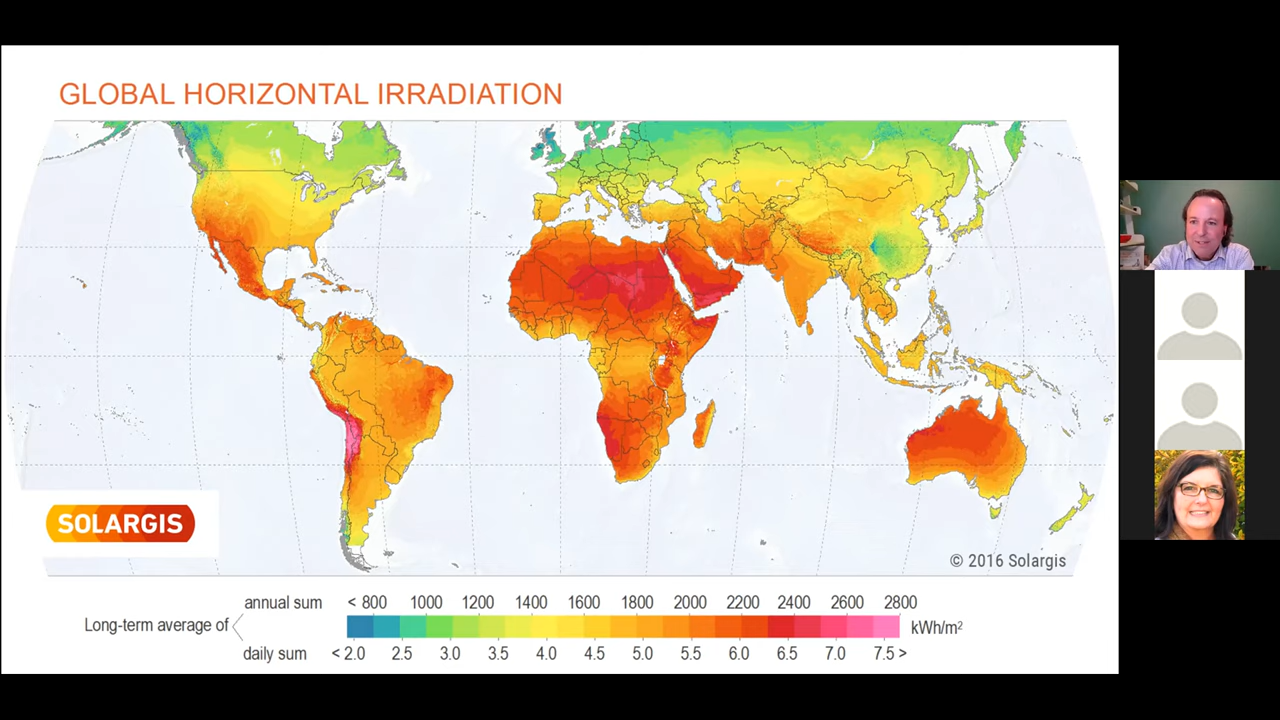 GLOBAL HORIZONTAL IRRADIATION
SOLARGIS
© 2016 Solargis
annual sum < 800 1000 1200 1400 1600 1800 2000 2200 2400 2600 2800
Long-term average of kWh/m²
daily sum < 2.0 2.5 3.0 3.5 4.0 4.5 5.0 5.5 6.0 6.5 7.0 7.5 >